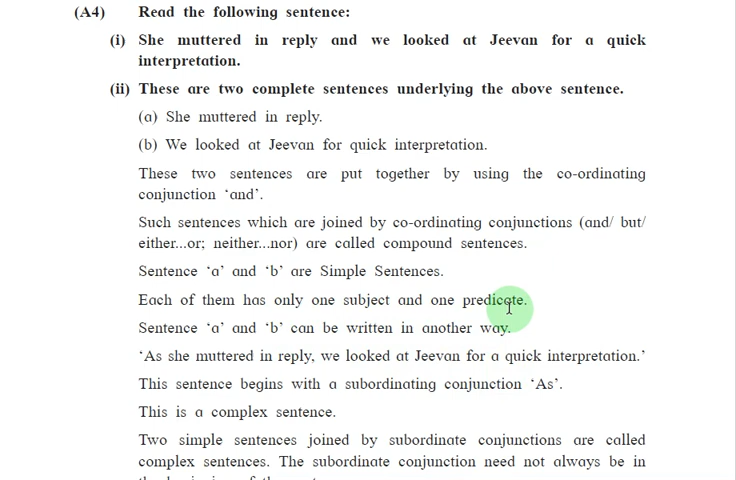 (A4) Read the following sentence:
(i) She muttered in reply and we looked at Jeevan for a quick
interpretation.
(ii) These are two complete sentences underlying the above sentence.
(a) She muttered in reply.
(b) We looked at Jeevan for quick interpretation.
These two sentences are put together by using the co-ordinating
conjunction ‘and’.
Such sentences which are joined by co-ordinating conjunctions (and/ but/
either...or; neither...nor) are called compound sentences.
Sentence ‘a’ and ‘b’ are Simple Sentences.
Each of them has only one subject and one predicate.
Sentence ‘a’ and ‘b’ can be written in another way.
‘As she muttered in reply, we looked at Jeevan for a quick interpretation.’
This sentence begins with a subordinating conjunction ‘As’.
This is a complex sentence.
Two simple sentences joined by subordinate conjunctions are called
complex sentences. The subordinate conjunction need not always be in